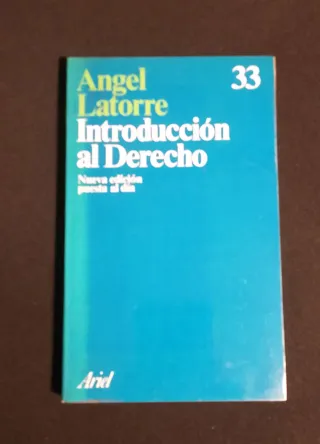 Angel
Latorre
33
Introducción
al Derecho
Nueva edición
puesta al día
Ariel